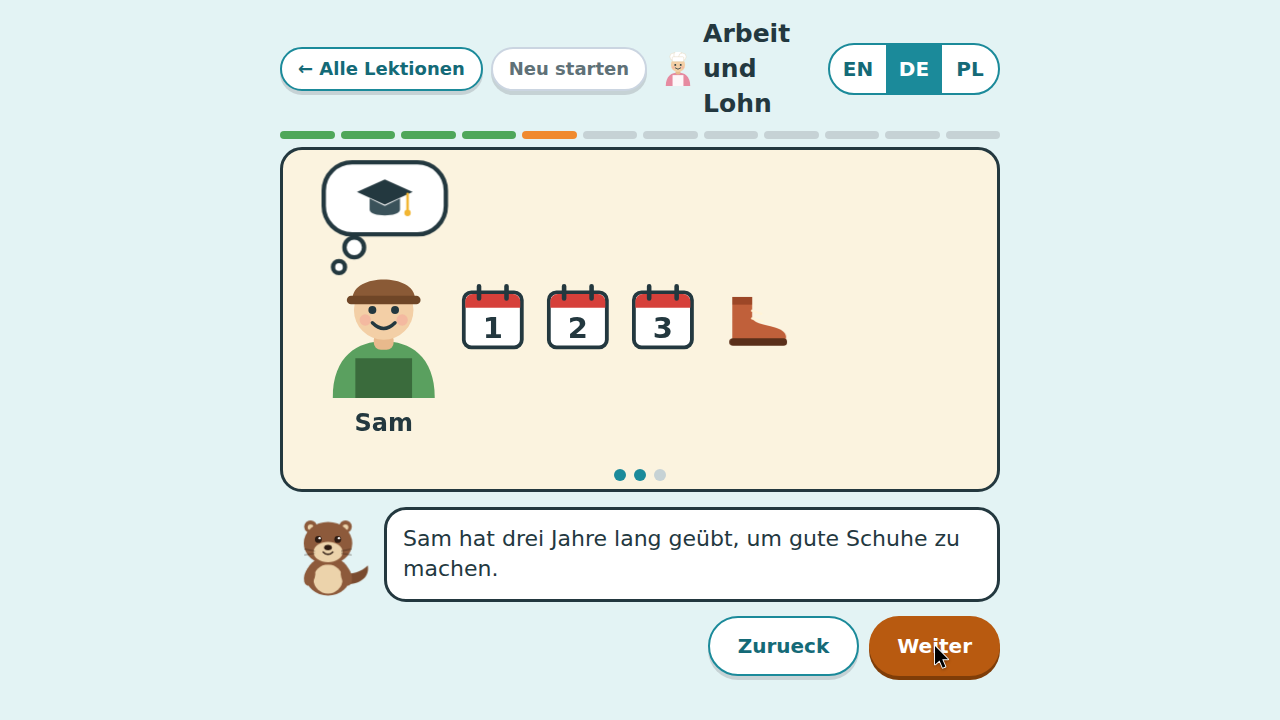 ← Alle Lektionen
Neu starten
Arbeit
und
Lohn
EN DE PL
1 2 3
Sam
Sam hat drei Jahre lang geübt, um gute Schuhe zu
machen.
Zurueck
Weiter